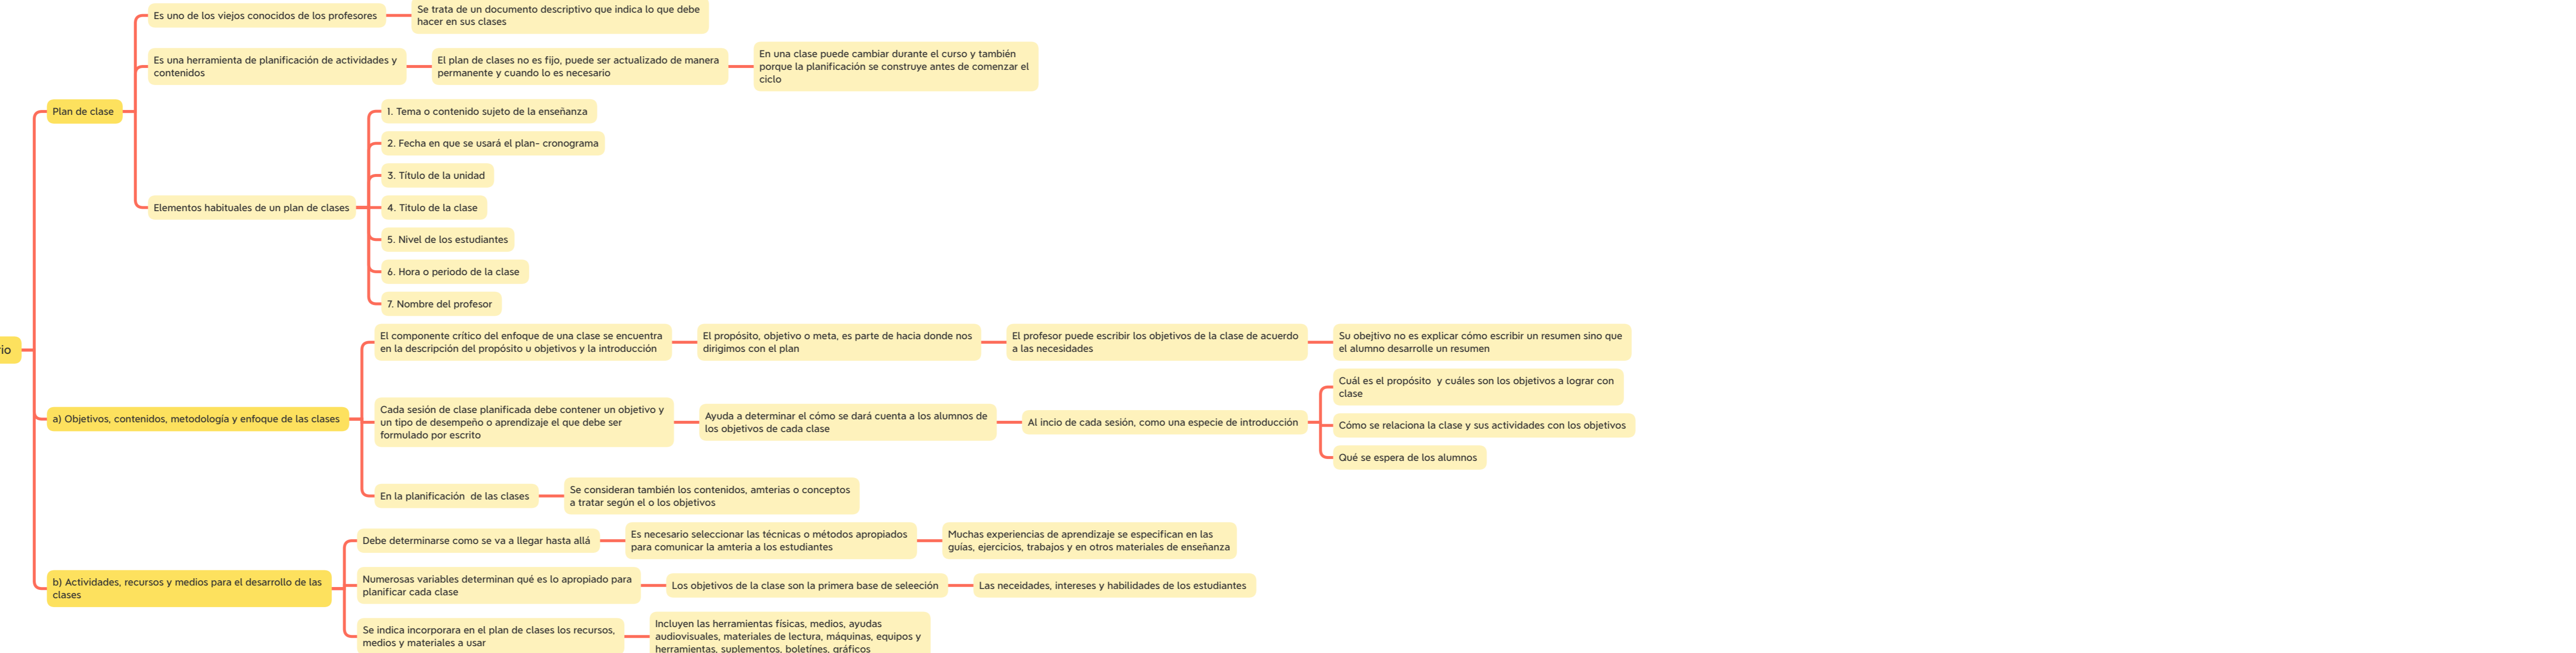 Es uno de los viejos conocidos de los profesores
Se trata de un documento descriptivo que indica lo que debe
hacer en sus clases
Es una herramienta de planificación de actividades y
contenidos
El plan de clases no es fijo, puede ser actualizado de manera
permanente y cuando lo es necesario
En una clase puede cambiar durante el curso y también
porque la planificación se construye antes de comenzar el
ciclo
Plan de clase
1. Tema o contenido sujeto de la enseñanza
2. Fecha en que se usará el plan- cronograma
3. Título de la unidad
Elementos habituales de un plan de clases
4. Titulo de la clase
5. Nivel de los estudiantes
6. Hora o periodo de la clase
7. Nombre del profesor
io
El componente crítico del enfoque de una clase se encuentra
en la descripción del propósito u objetivos y la introducción
El propósito, objetivo o meta, es parte de hacia donde nos
dirigimos con el plan
El profesor puede escribir los objetivos de la clase de acuerdo
a las necesidades
Su obejtivo no es explicar cómo escribir un resumen sino que
el alumno desarrolle un resumen
a) Objetivos, contenidos, metodología y enfoque de las clases
Cada sesión de clase planificada debe contener un objetivo y
un tipo de desempeño o aprendizaje el que debe ser
formulado por escrito
Ayuda a determinar el cómo se dará cuenta a los alumnos de
los objetivos de cada clase
Al incio de cada sesión, como una especie de introducción
Cuál es el propósito  y cuáles son los objetivos a lograr con
clase
Cómo se relaciona la clase y sus actividades con los objetivos
Qué se espera de los alumnos
En la planificación  de las clases
Se consideran también los contenidos, amterias o conceptos
a tratar según el o los objetivos
b) Actividades, recursos y medios para el desarrollo de las
clases
Debe determinarse como se va a llegar hasta allá
Es necesario seleccionar las técnicas o métodos apropiados
para comunicar la amteria a los estudiantes
Muchas experiencias de aprendizaje se especifican en las
guías, ejercicios, trabajos y en otros materiales de enseñanza
Numerosas variables determinan qué es lo apropiado para
planificar cada clase
Los objetivos de la clase son la primera base de seleeción
Las neceidades, intereses y habilidades de los estudiantes
Se indica incorporara en el plan de clases los recursos,
medios y materiales a usar
Incluyen las herramientas físicas, medios, ayudas
audiovisuales, materiales de lectura, máquinas, equipos y
herramientas, suplementos, boletínes, gráficos